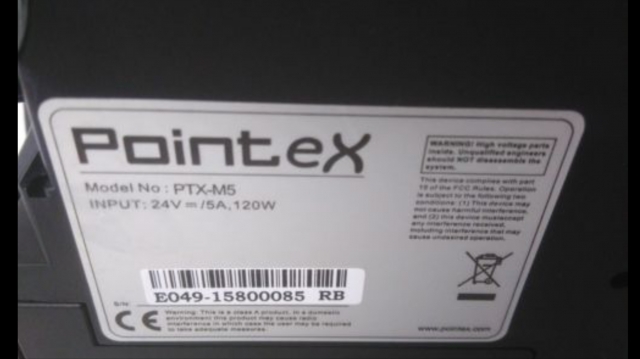 PointeX
Model No : PTX-M5
INPUT: 24V ⎓ /5A,120W
WARNING! High voltage parts
inside. Unqualified engineers
should NOT disassemble the
system.
This device complies with part
15 of the FCC Rules. Operation
is subject to the following two
conditions: (1) This device may
not cause harmful interference,
and (2) this device must accept
any interference received,
including interference that may
cause undesired operation.
E049-15800085 RB
S/N:
CE
Warning: This is a class A product, in a domestic
environment this product may cause radio
interference in which case the user may be required
to take adequate measures.
www.pointex.com